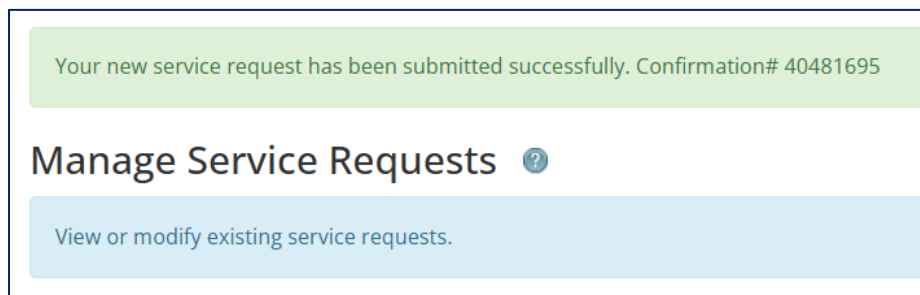 Your new service request has been submitted successfully. Confirmation# 40481695
Manage Service Requests ?
View or modify existing service requests.